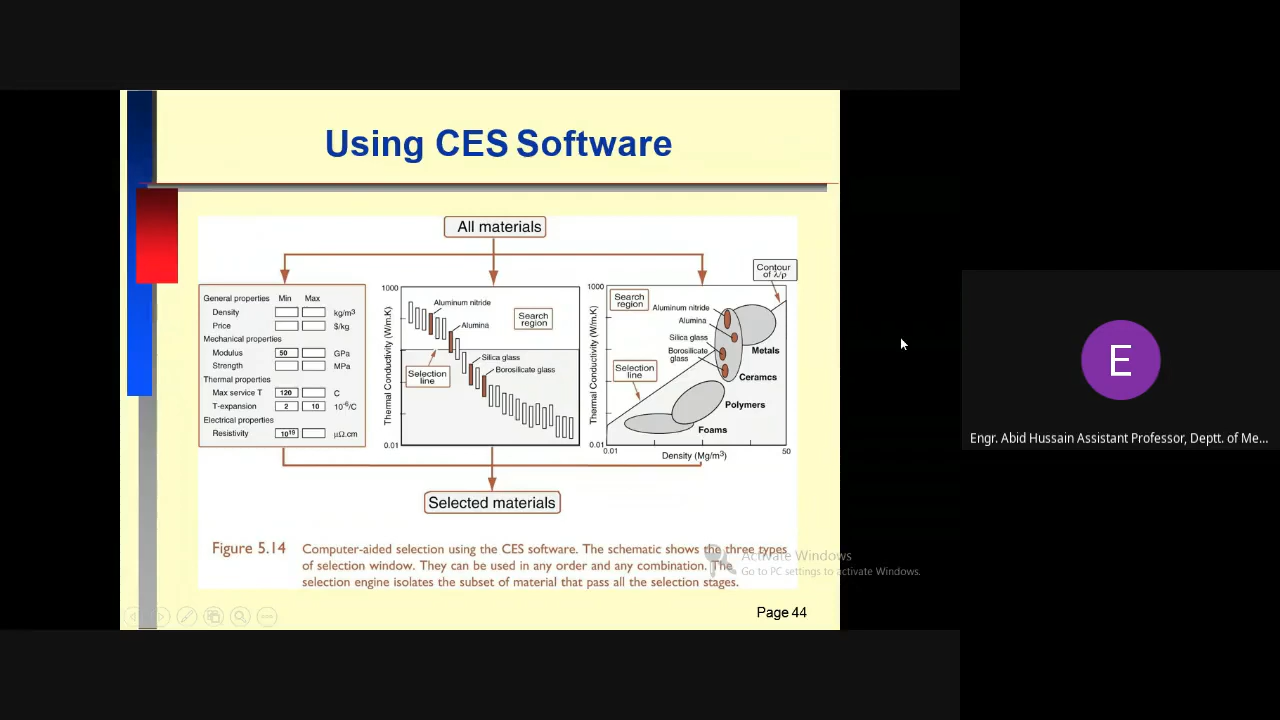 Using CES Software
All materials
General properties Min Max
Density kg/m³
Price $/kg
Mechanical properties
Modulus 50 GPa
Strength MPa
Thermal properties
Max service T 120 C
T-expansion 2 10 10⁻⁶/C
Electrical properties
Resistivity 10¹⁹ μΩ.cm
1000
Thermal Conductivity (W/m.K)
0.01
Aluminum nitride
Search
region
Alumina
Silica glass
Borosilicate glass
Selection
line
1000
Thermal Conductivity (W/m.K)
0.01
Contour
of λ/ρ
Search
region
Aluminum nitride
Alumina
Silica glass
Borosilicate
glass
Selection
line
Metals
Ceramcs
Polymers
Foams
0.01
50
Density (Mg/m³)
Selected materials
Figure 5.14 Computer-aided selection using the CES software. The schematic shows the three types
of selection window. They can be used in any order and any combination. The
selection engine isolates the subset of material that pass all the selection stages.
Activate Windows
Go to PC settings to activate Windows.
Page 44
E
Engr. Abid Hussain Assistant Professor, Deptt. of Me...